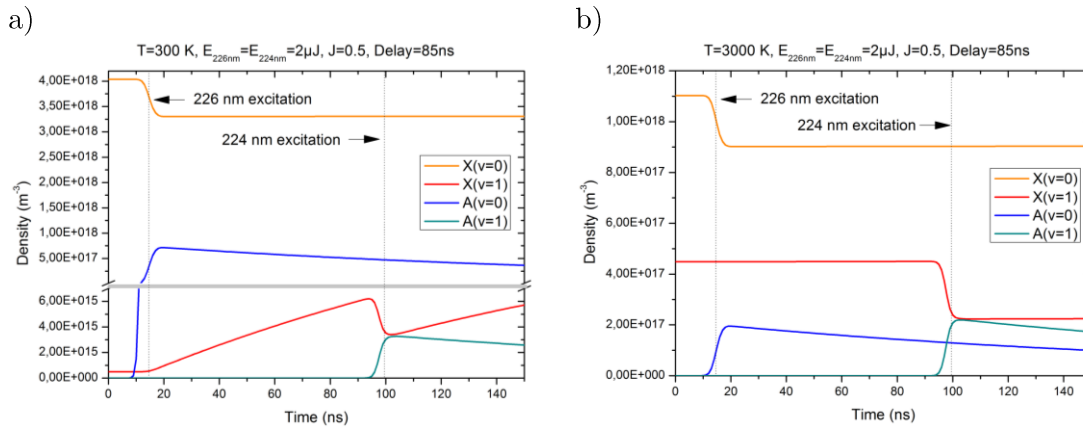 a)
T=300 K, E226nm=E224nm=2µJ, J=0.5, Delay=85ns
4,00E+018
3,50E+018
3,00E+018
2,50E+018
2,00E+018
1,50E+018
1,00E+018
5,00E+017
6,00E+015
4,00E+015
2,00E+015
0,00E+000
Density (m-3)
226 nm excitation
224 nm excitation
X(v=0)
X(v=1)
A(v=0)
A(v=1)
0 20 40 60 80 100 120 140
Time (ns)
b)
T=3000 K, E226nm=E224nm=2µJ, J=0.5, Delay=85ns
1,20E+018
1,00E+018
8,00E+017
6,00E+017
4,00E+017
2,00E+017
0,00E+000
Density (m-3)
226 nm excitation
224 nm excitation
X(v=0)
X(v=1)
A(v=0)
A(v=1)
0 20 40 60 80 100 120 140
Time (ns)